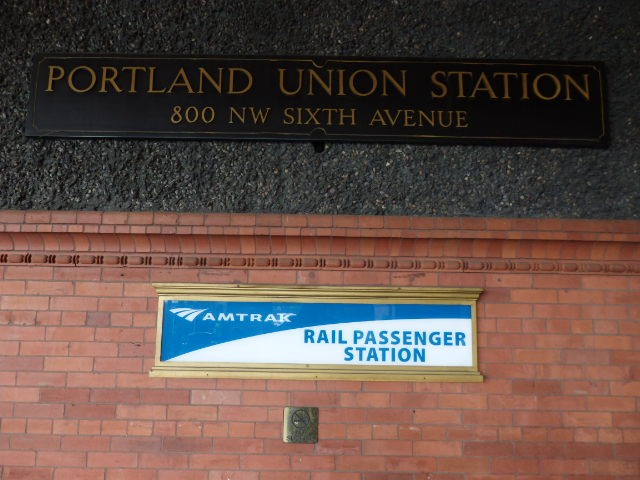 PORTLAND UNION STATION
800 NW SIXTH AVENUE
AMTRAK
RAIL PASSENGER
STATION